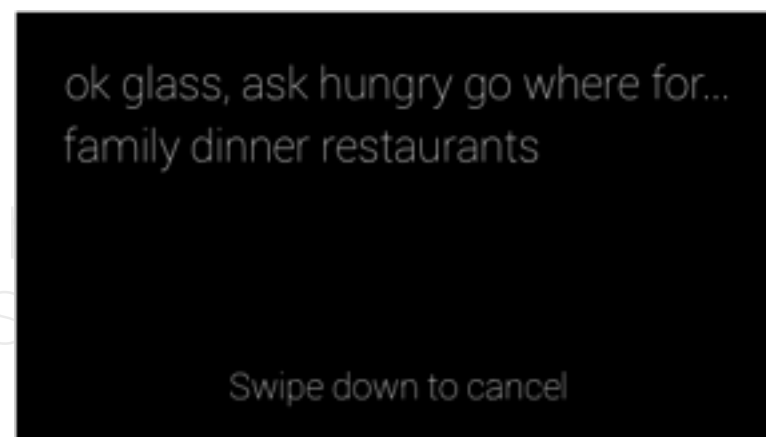 ok glass, ask hungry go where for...
family dinner restaurants
Swipe down to cancel